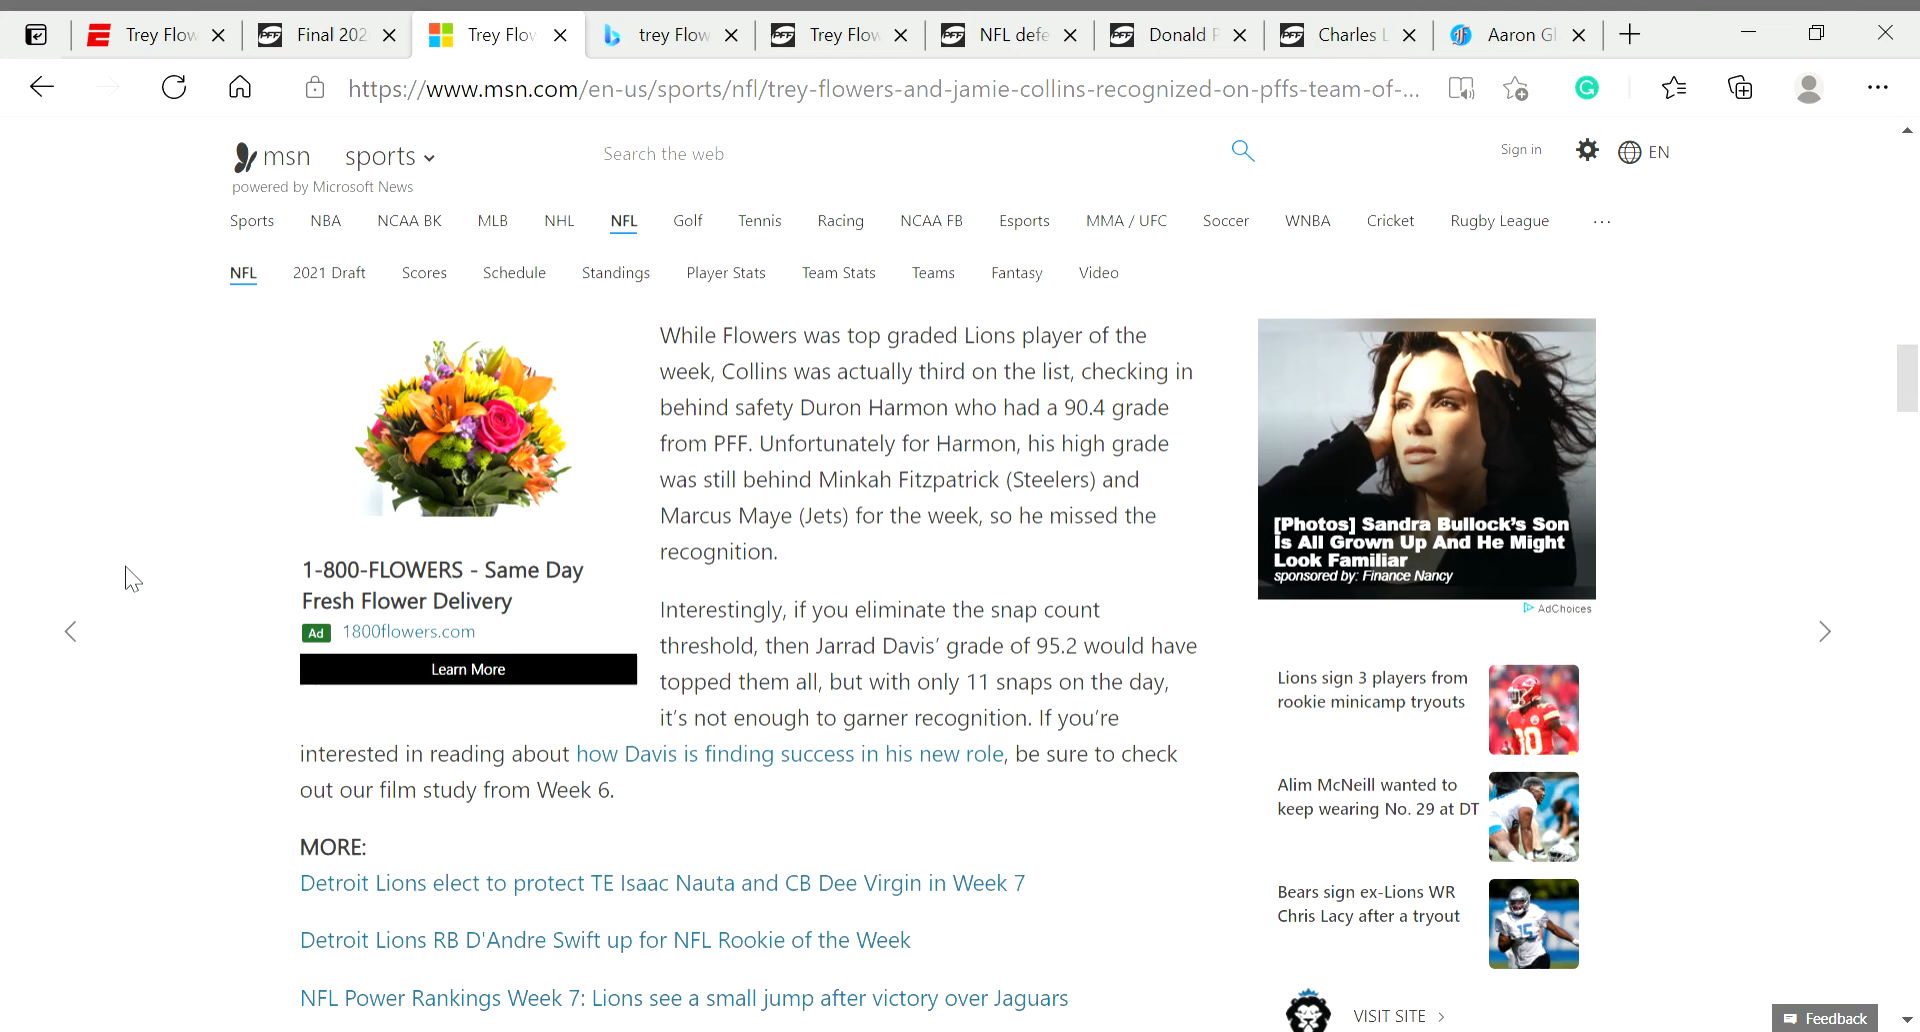 Trey Flow
Final 202
Trey Flow
trey Flow
Trey Flow
NFL defe
Donald P
Charles L
Aaron Gl
https://www.msn.com/en-us/sports/nfl/trey-flowers-and-jamie-collins-recognized-on-pffs-team-of-...
msn sports
Search the web
Sign in
EN
powered by Microsoft News
Sports NBA NCAA BK MLB NHL NFL Golf Tennis Racing NCAA FB Esports MMA / UFC Soccer WNBA Cricket Rugby League ...
NFL 2021 Draft Scores Schedule Standings Player Stats Team Stats Teams Fantasy Video
While Flowers was top graded Lions player of the
week, Collins was actually third on the list, checking in
behind safety Duron Harmon who had a 90.4 grade
from PFF. Unfortunately for Harmon, his high grade
was still behind Minkah Fitzpatrick (Steelers) and
Marcus Maye (Jets) for the week, so he missed the
recognition.
1-800-FLOWERS - Same Day
Fresh Flower Delivery
Ad 1800flowers.com
Learn More
Interestingly, if you eliminate the snap count
threshold, then Jarrad Davis' grade of 95.2 would have
topped them all, but with only 11 snaps on the day,
it's not enough to garner recognition. If you're
interested in reading about how Davis is finding success in his new role, be sure to check
out our film study from Week 6.
MORE:
Detroit Lions elect to protect TE Isaac Nauta and CB Dee Virgin in Week 7
Detroit Lions RB D'Andre Swift up for NFL Rookie of the Week
NFL Power Rankings Week 7: Lions see a small jump after victory over Jaguars
[Photos] Sandra Bullock's Son
Is All Grown Up And He Might
Look Familiar
sponsored by: Finance Nancy
AdChoices
Lions sign 3 players from
rookie minicamp tryouts
Alim McNeill wanted to
keep wearing No. 29 at DT
Bears sign ex-Lions WR
Chris Lacy after a tryout
VISIT SITE >
Feedback